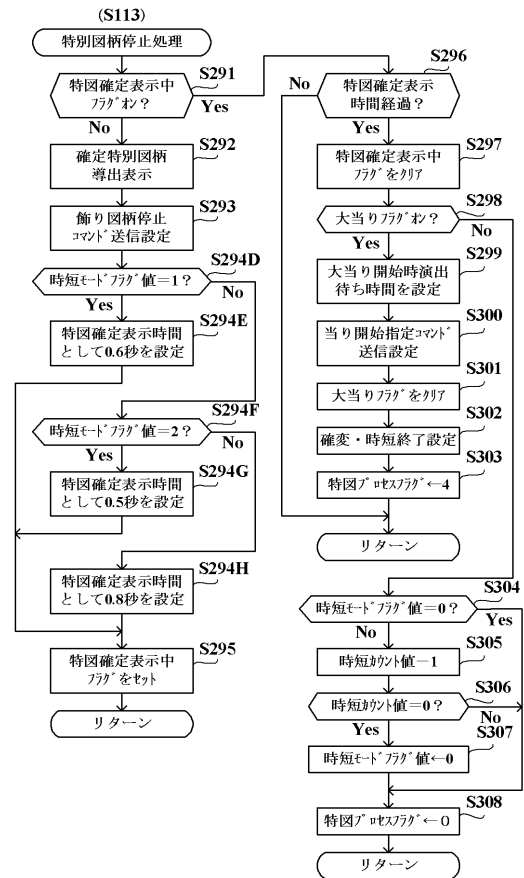 (S113)
特別図柄停止処理
S291
特図確定表示中
フラグオン？
Yes
No
S292
確定特別図柄
導出表示
S293
飾り図柄停止
コマンド送信設定
S294D
時短モードフラグ値=1？
Yes
No
S294E
特図確定表示時間
として0.6秒を設定
S294F
時短モードフラグ値=2？
Yes
No
S294G
特図確定表示時間
として0.5秒を設定
S294H
特図確定表示時間
として0.8秒を設定
S295
特図確定表示中
フラグをセット
リターン
S296
No
特図確定表示
時間経過？
Yes
S297
特図確定表示中
フラグをクリア
S298
大当りフラグオン？
No
Yes
S299
大当り開始時演出
待ち時間を設定
S300
当り開始指定コマンド
送信設定
S301
大当りフラグをクリア
S302
確変・時短終了設定
S303
特図プロセスフラグ←4
リターン
S304
時短モードフラグ値=0？
Yes
No
S305
時短カウント値−1
S306
時短カウント値=0？
No
Yes
S307
時短モードフラグ値←0
S308
特図プロセスフラグ←0
リターン